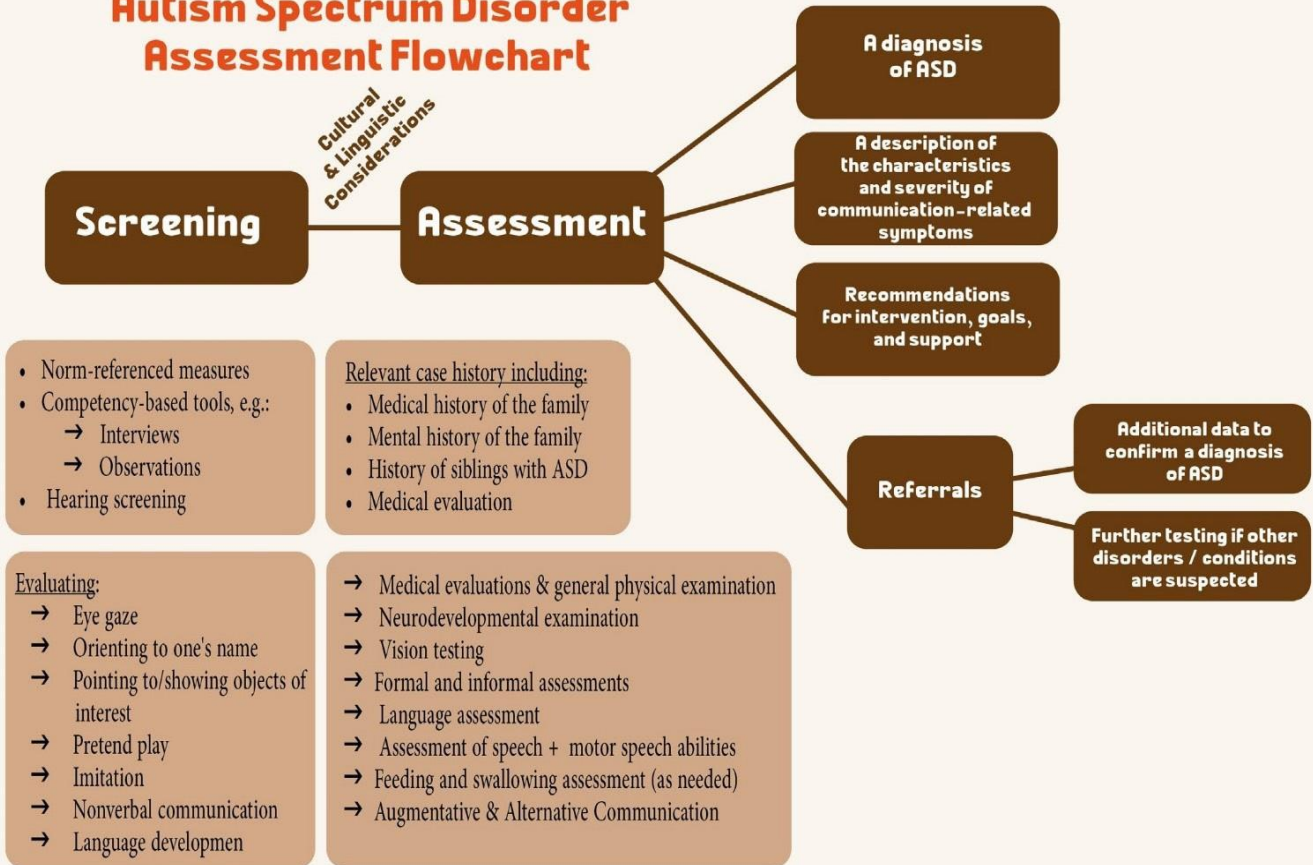 Autism Spectrum Disorder
Assessment Flowchart
Cultural
& Linguistic
Considerations
Screening
Assessment
A diagnosis
of ASD
A description of
the characteristics
and severity of
communication-related
symptoms
Recommendations
for intervention, goals,
and support
Referrals
Additional data to
confirm a diagnosis
of ASD
Further testing if other
disorders / conditions
are suspected
• Norm-referenced measures
• Competency-based tools, e.g.:
→ Interviews
→ Observations
• Hearing screening
Relevant case history including:
• Medical history of the family
• Mental history of the family
• History of siblings with ASD
• Medical evaluation
Evaluating:
→ Eye gaze
→ Orienting to one's name
→ Pointing to/showing objects of
interest
→ Pretend play
→ Imitation
→ Nonverbal communication
→ Language developmen
→ Medical evaluations & general physical examination
→ Neurodevelopmental examination
→ Vision testing
→ Formal and informal assessments
→ Language assessment
→ Assessment of speech + motor speech abilities
→ Feeding and swallowing assessment (as needed)
→ Augmentative & Alternative Communication